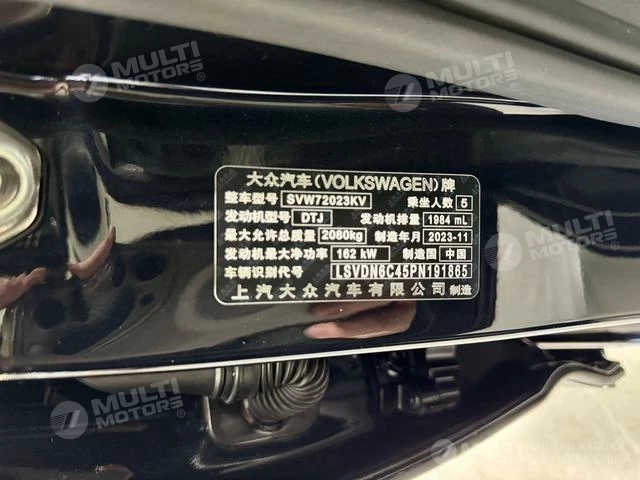 大众汽车(VOLKSWAGEN)牌
整车型号 SVW72023KV 乘坐人数 5
发动机型号 DTJ 发动机排量 1984 mL
最大允许总质量 2080kg 制造年月 2023-11
发动机最大净功率 162 kW 制造国 中国
车辆识别代号 LSVDN6C45PN191865
上汽大众汽车有限公司 制造
MULTI MOTORS
MULTI MOTORS
MULTI MOTORS
MULTI MOTORS